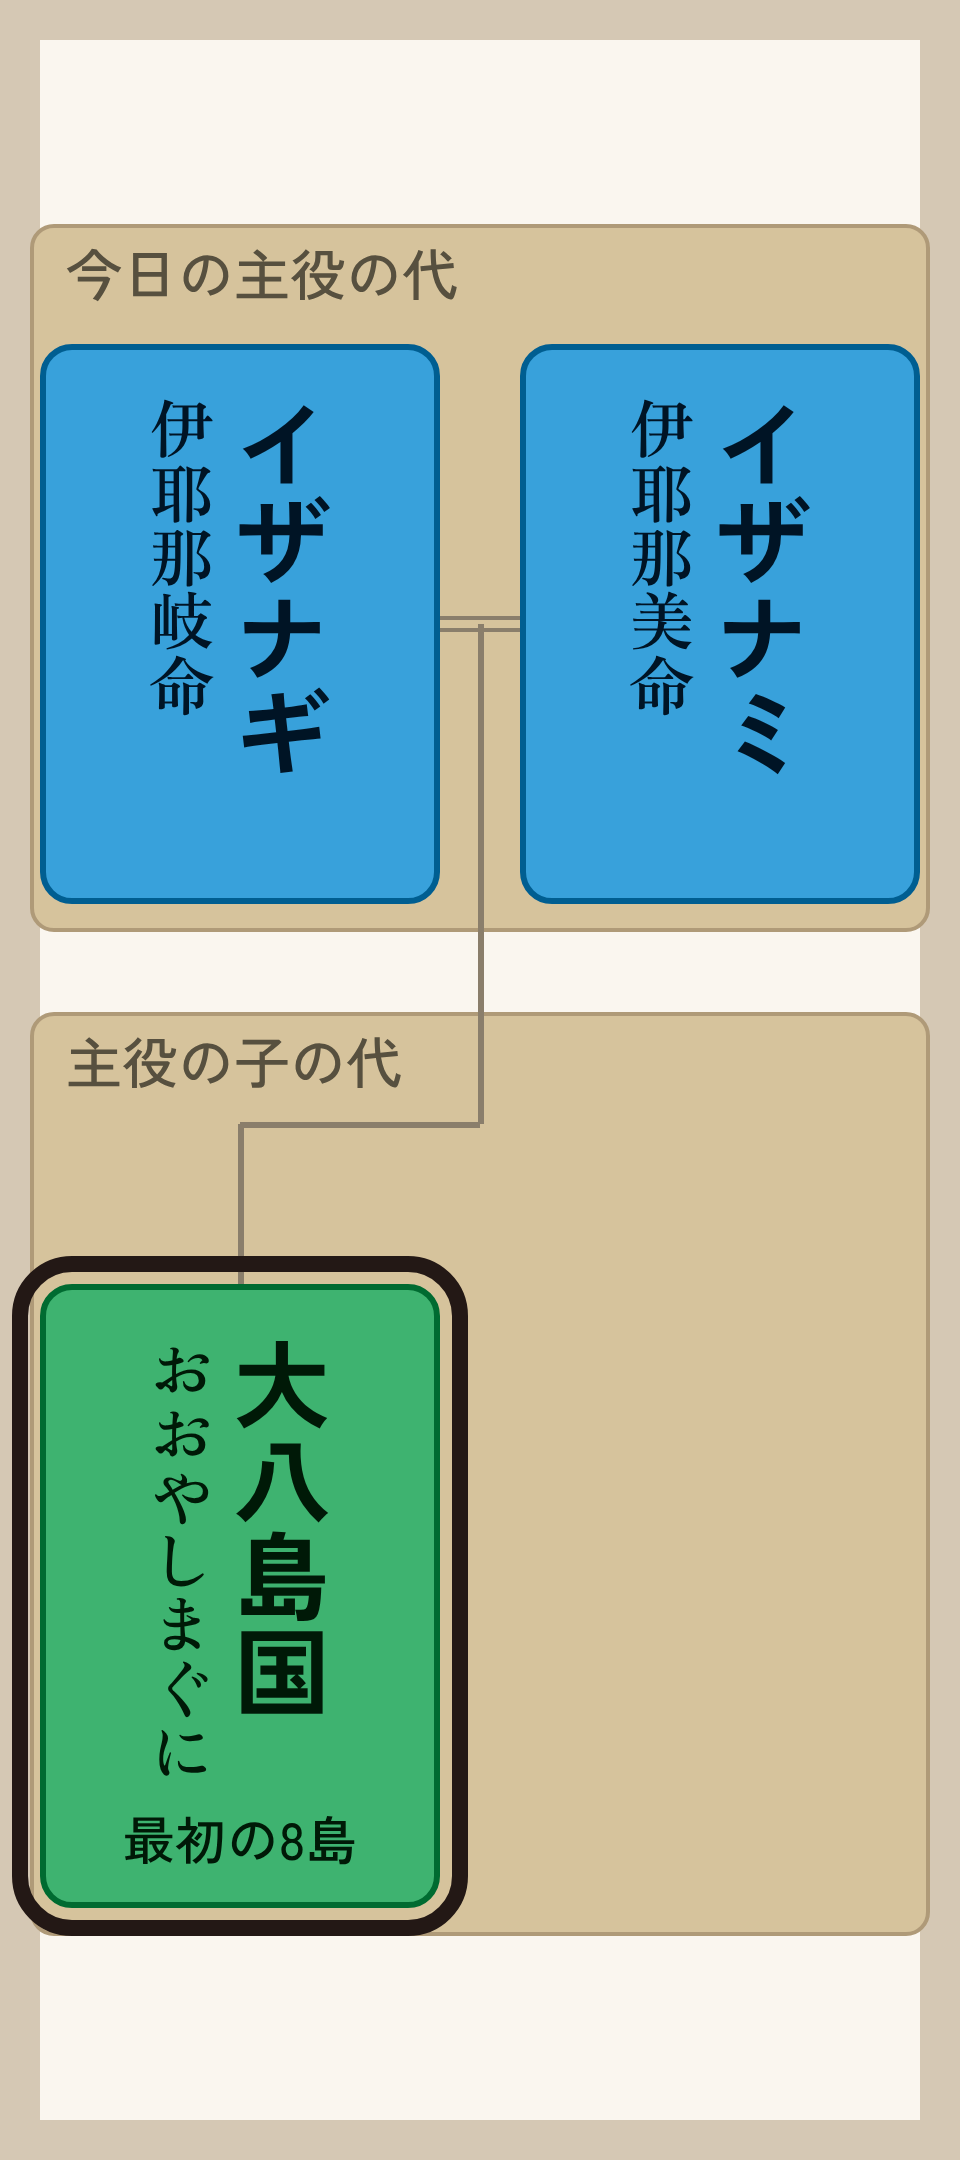 今日の主役の代
イザナミ
伊耶那美命
イザナギ
伊耶那岐命
主役の子の代
大八島国
おおやしまぐに
最初の8島